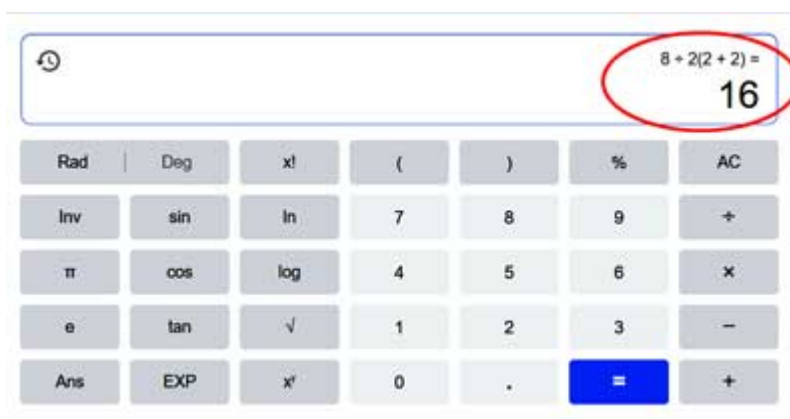 8 ÷ 2(2 + 2) =
16
Rad | Deg x! ( ) % AC
Inv sin ln 7 8 9 ÷
π cos log 4 5 6 ×
e tan √ 1 2 3 −
Ans EXP xʸ 0 . = +